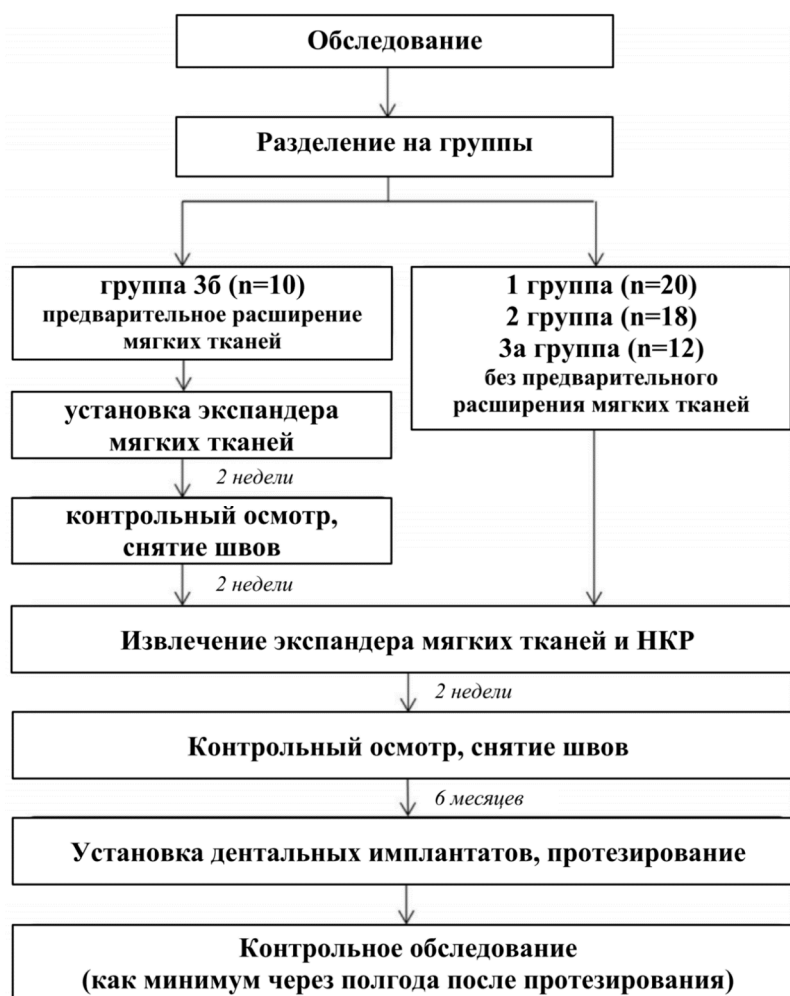 Обследование
Разделение на группы
группа 3б (n=10)
предварительное расширение
мягких тканей
1 группа (n=20)
2 группа (n=18)
3а группа (n=12)
без предварительного
расширения мягких тканей
установка экспандера
мягких тканей
2 недели
контрольный осмотр,
снятие швов
2 недели
Извлечение экспандера мягких тканей и НКР
2 недели
Контрольный осмотр, снятие швов
6 месяцев
Установка дентальных имплантатов, протезирование
Контрольное обследование
(как минимум через полгода после протезирования)